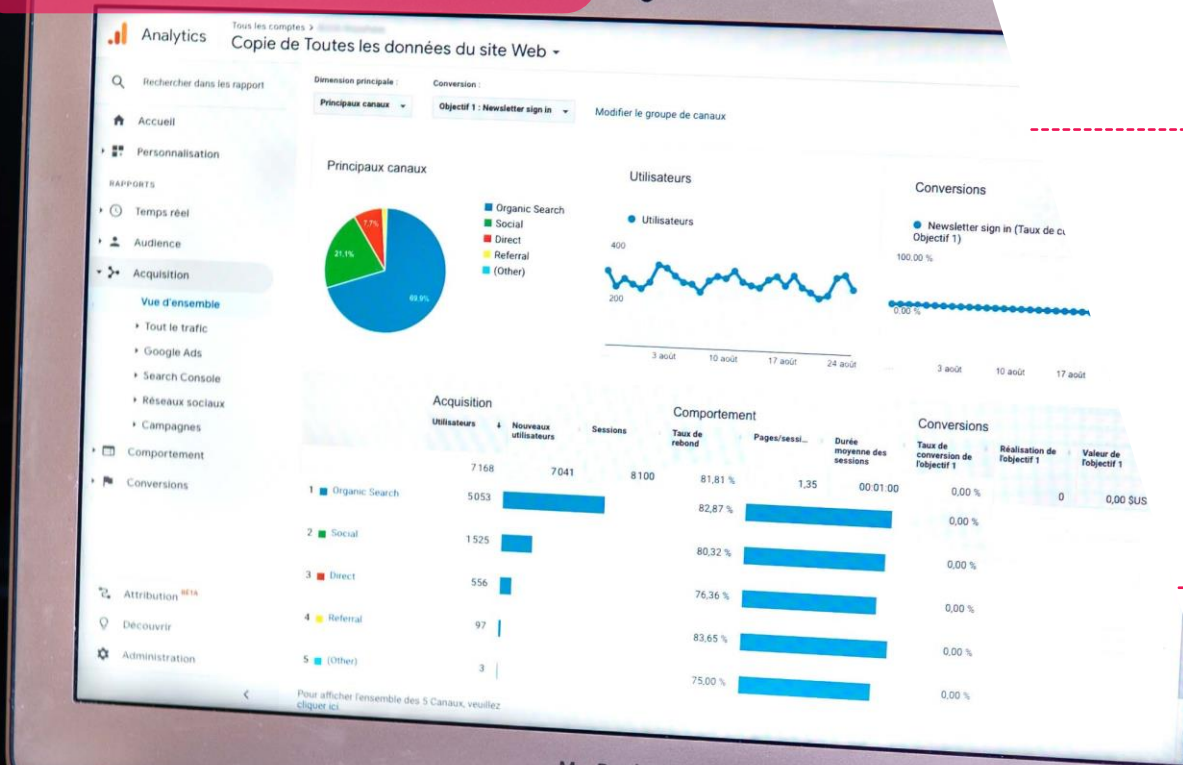 Analytics
Tous les comptes >
Copie de Toutes les données du site Web
Rechercher dans les rapport
Accueil
Personnalisation
RAPPORTS
Temps réel
Audience
Acquisition
Vue d'ensemble
Tout le trafic
Google Ads
Search Console
Réseaux sociaux
Campagnes
Comportement
Conversions
Attribution BÊTA
Découvrir
Administration
Dimension principale :
Conversion :
Principaux canaux
Objectif 1 : Newsletter sign in
Modifier le groupe de canaux
Principaux canaux
7,7%
21,1%
69,9%
Organic Search
Social
Direct
Referral
(Other)
Utilisateurs
Utilisateurs
400
200
3 août 10 août 17 août 24 août
Conversions
Newsletter sign in (Taux de
Objectif 1)
100.00 %
0.00 %
3 août 10 août 17 août
Acquisition
Comportement
Conversions
Utilisateurs
Nouveaux utilisateurs
Sessions
Taux de rebond
Pages/sessi...
Durée moyenne des sessions
Taux de conversion de l'objectif 1
Réalisation de l'objectif 1
Valeur de l'objectif 1
7 168 7 041 8 100 81,81 % 1,35 00:01:00 0,00 % 0 0,00 $US
1 Organic Search 5 053 82,87 % 0,00 %
2 Social 1 525 80,32 % 0,00 %
3 Direct 556 76,36 % 0,00 %
4 Referral 97 83,65 % 0,00 %
5 (Other) 3 75,00 % 0,00 %
Pour afficher l'ensemble des 5 Canaux, veuillez
cliquer ici.